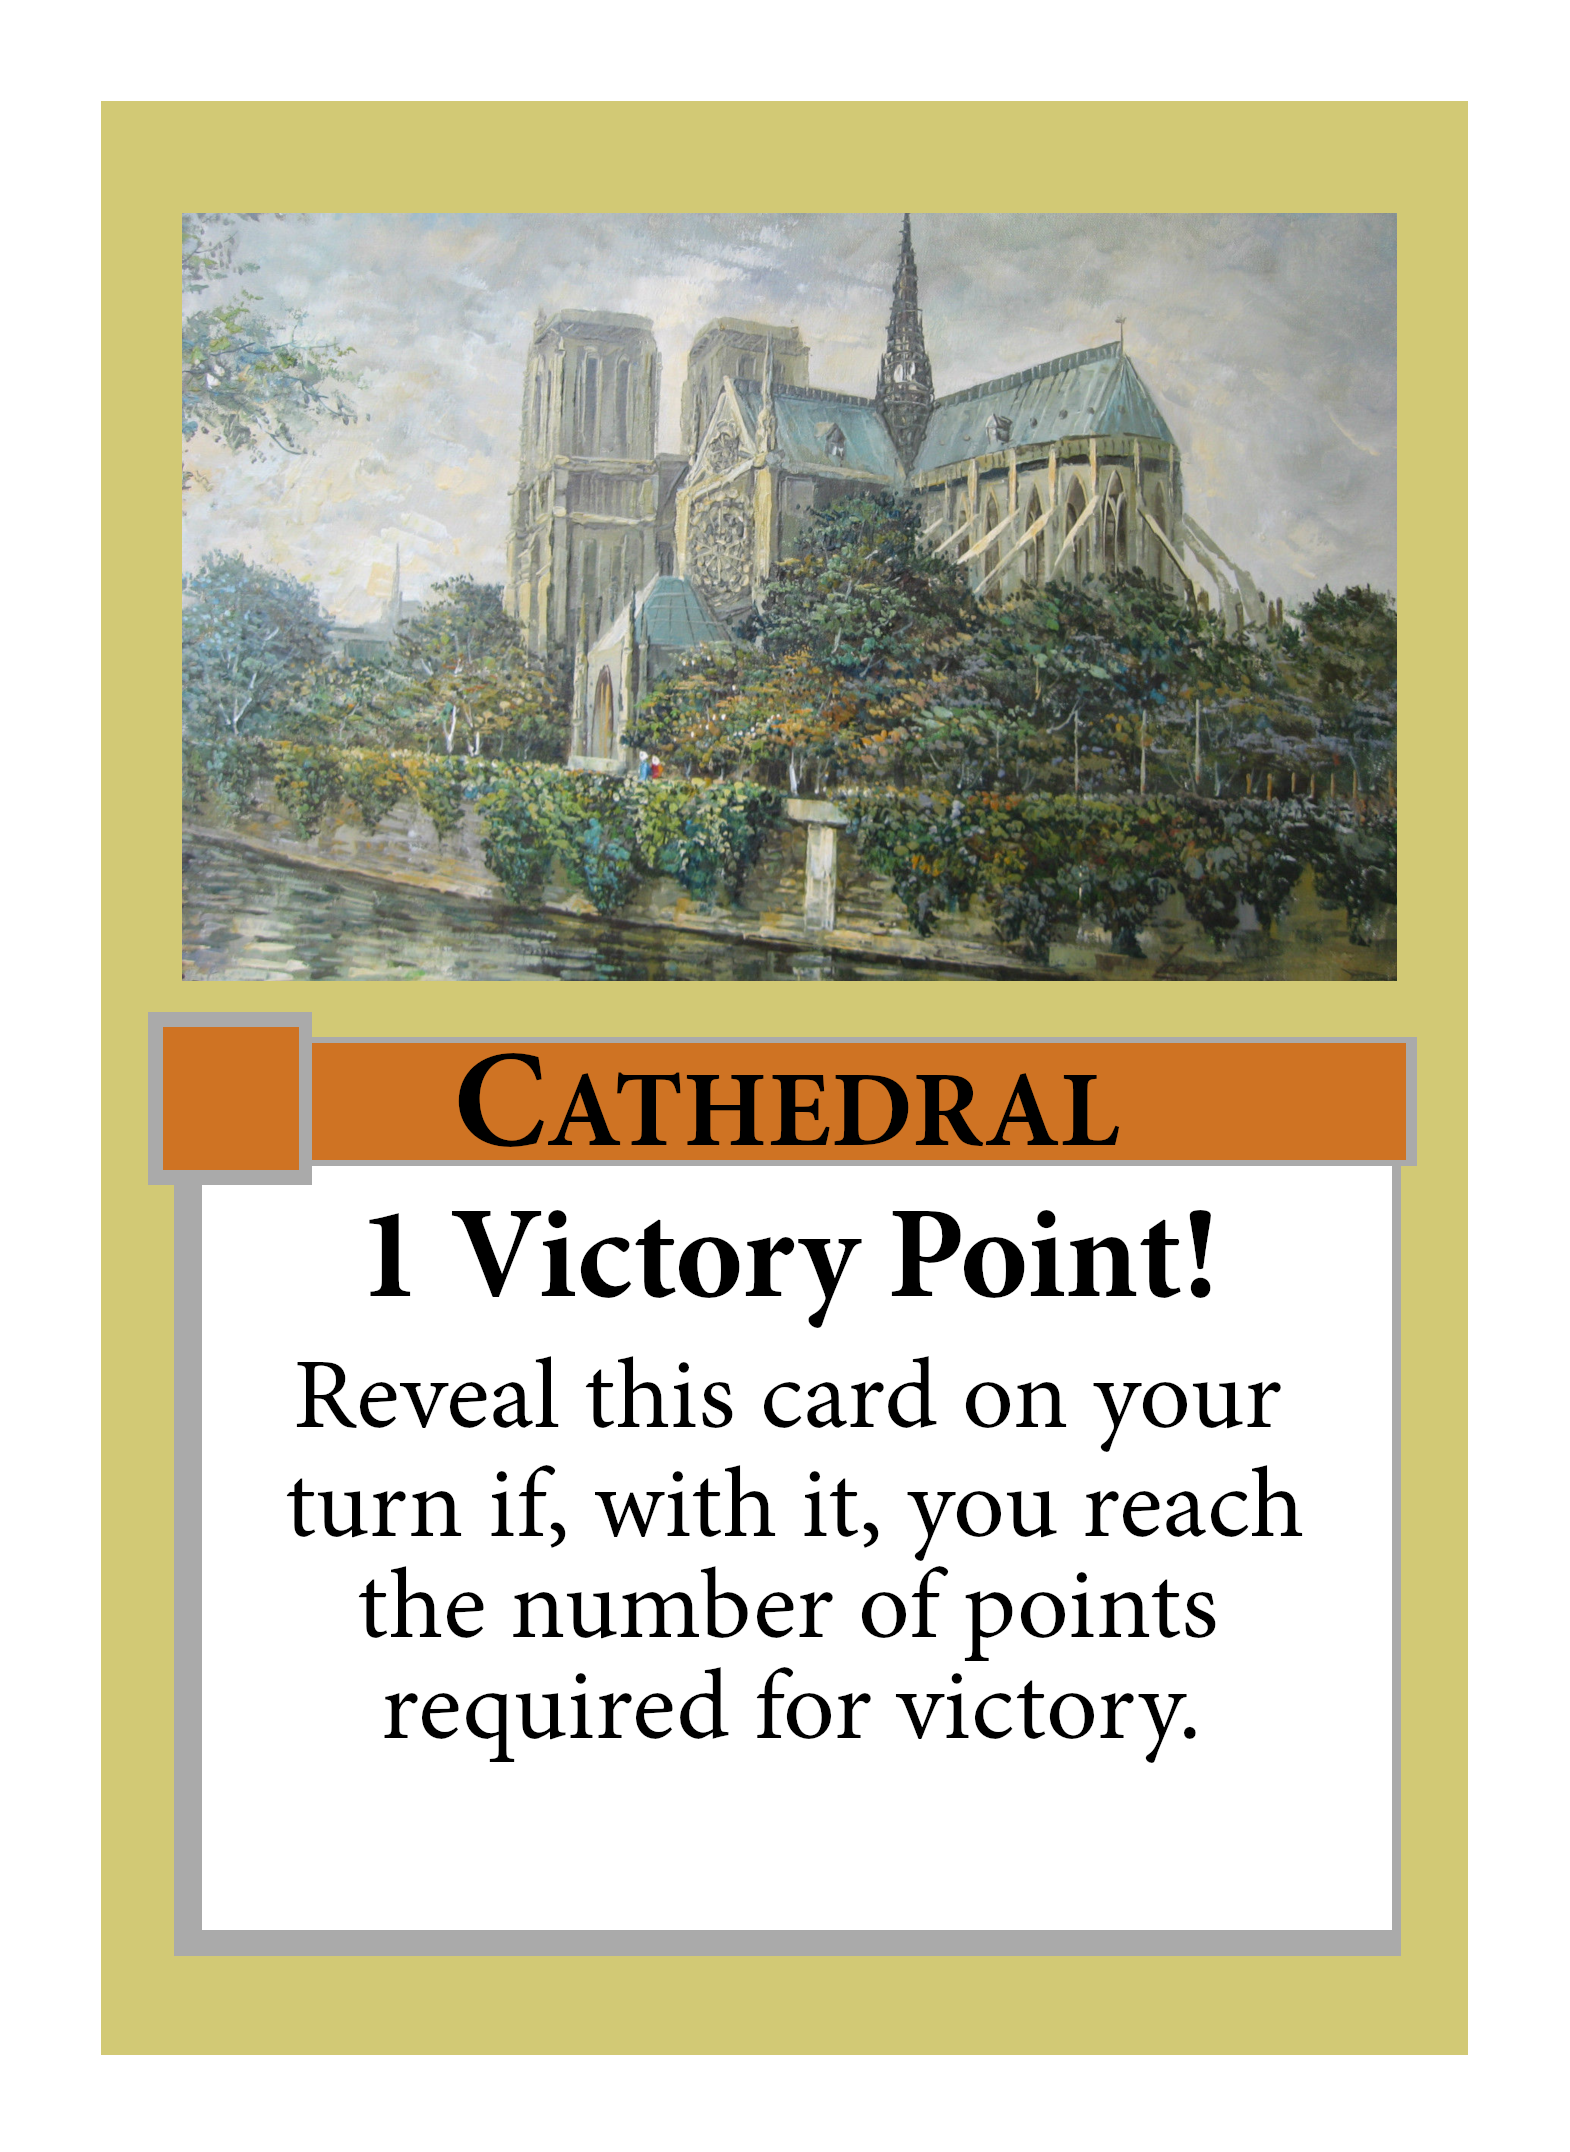 CATHEDRAL
1 Victory Point!
Reveal this card on your
turn if, with it, you reach
the number of points
required for victory.